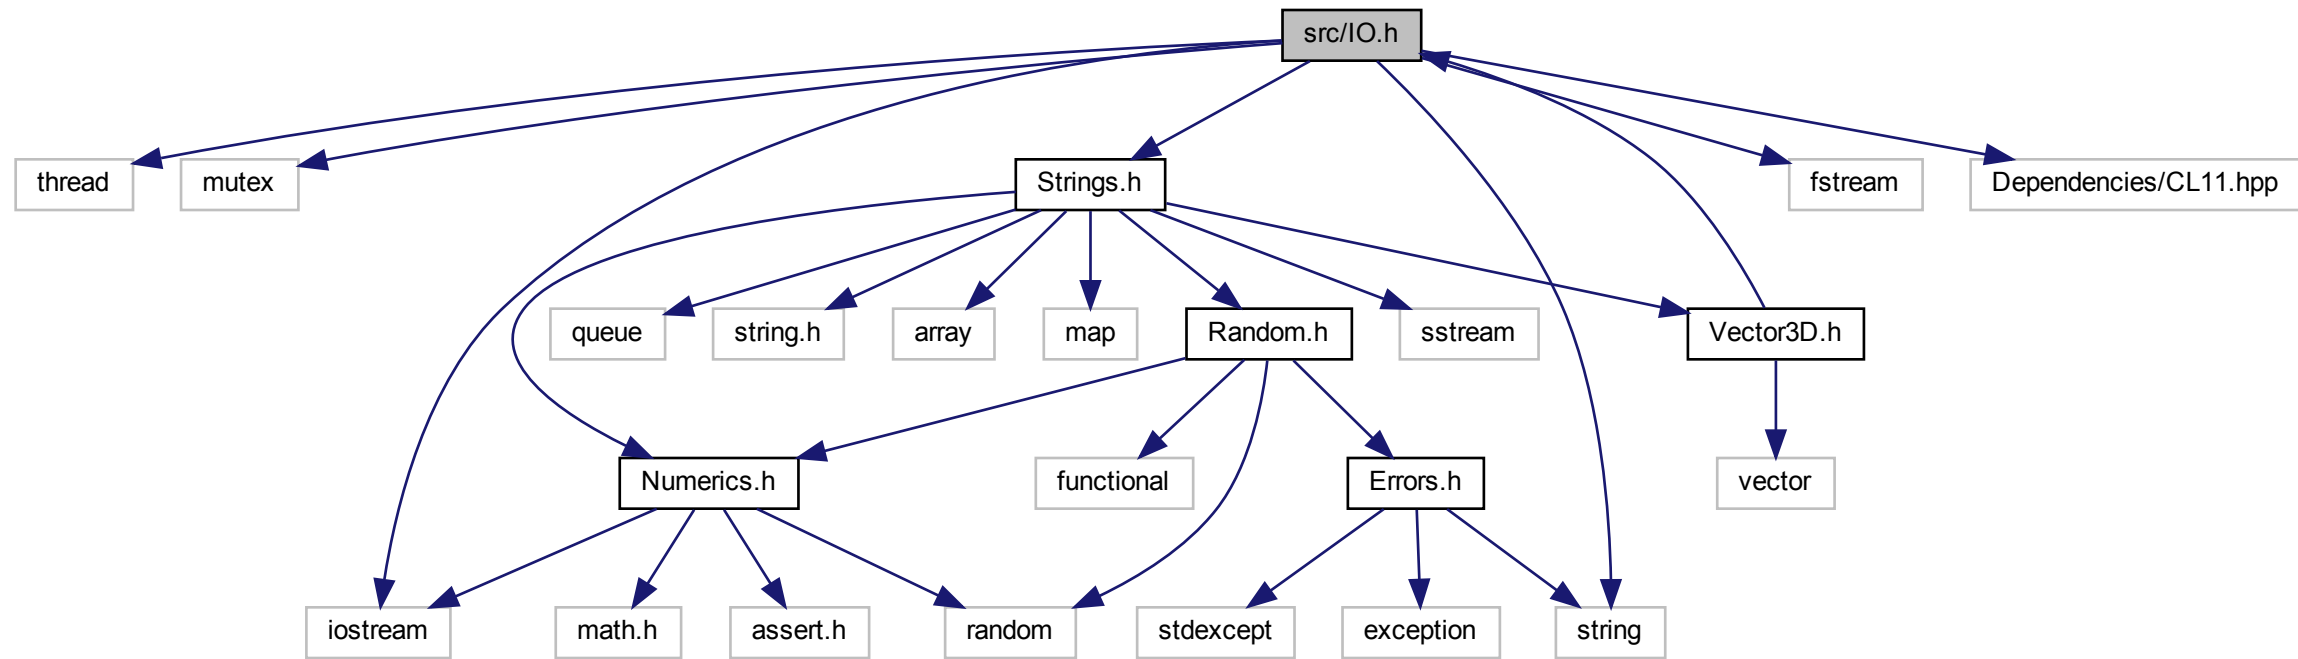 src/IO.h
thread
mutex
Strings.h
fstream
Dependencies/CL11.hpp
queue
string.h
array
map
Random.h
sstream
Vector3D.h
Numerics.h
functional
Errors.h
vector
iostream
math.h
assert.h
random
stdexcept
exception
string